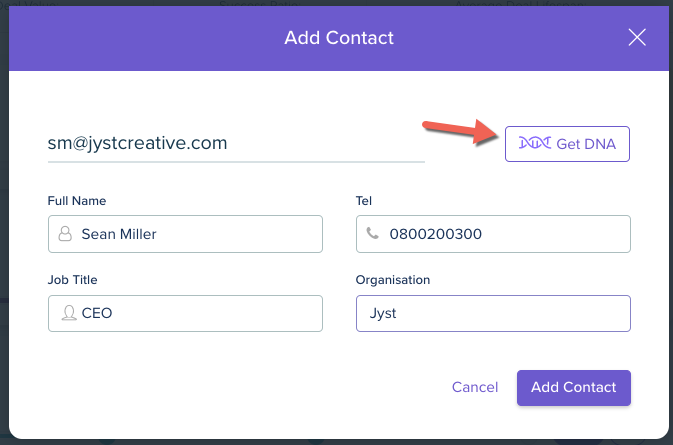 Add Contact
sm@jystcreative.com
Get DNA
Full Name
Tel
Sean Miller
0800200300
Job Title
Organisation
CEO
Jyst
Cancel
Add Contact